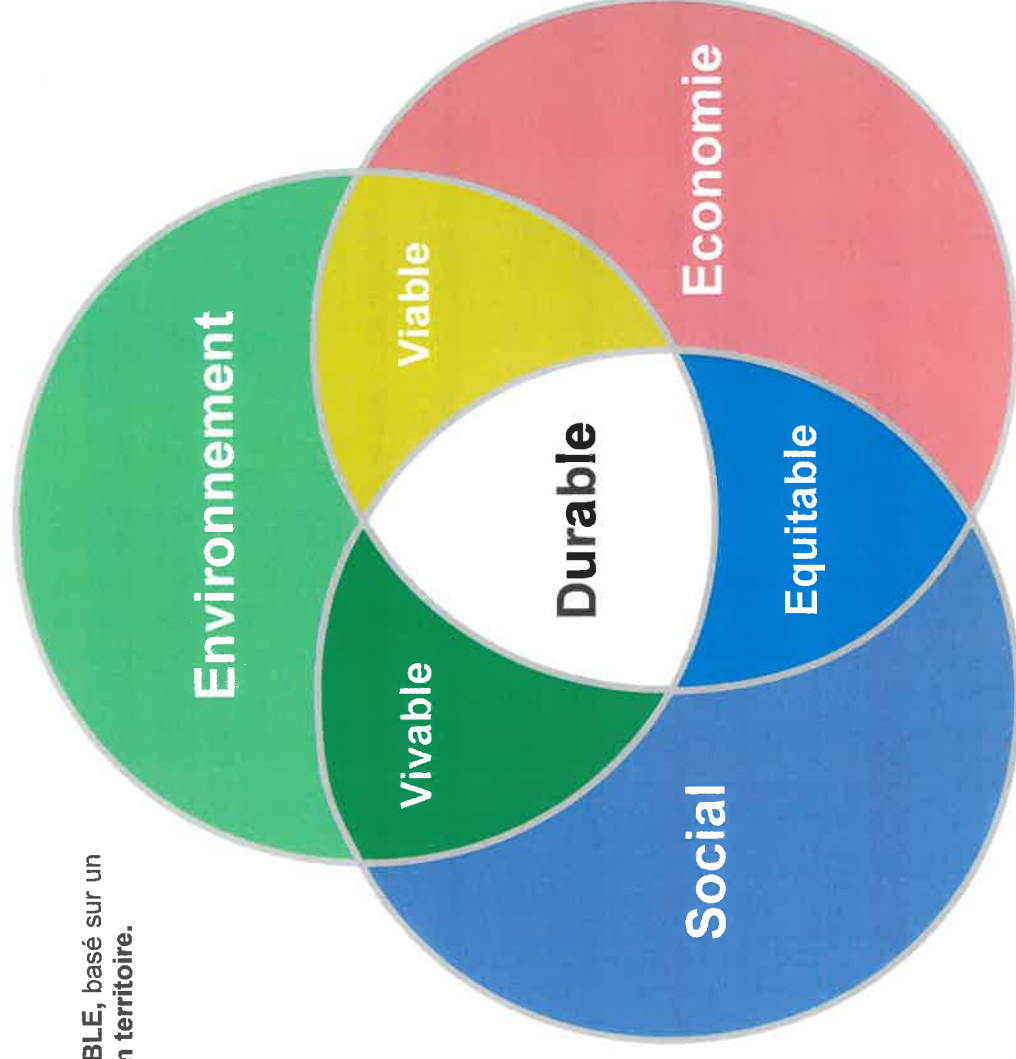 BLE, basé sur un
n territoire.
Environnement
Vivable
Viable
Durable
Social
Equitable
Economie